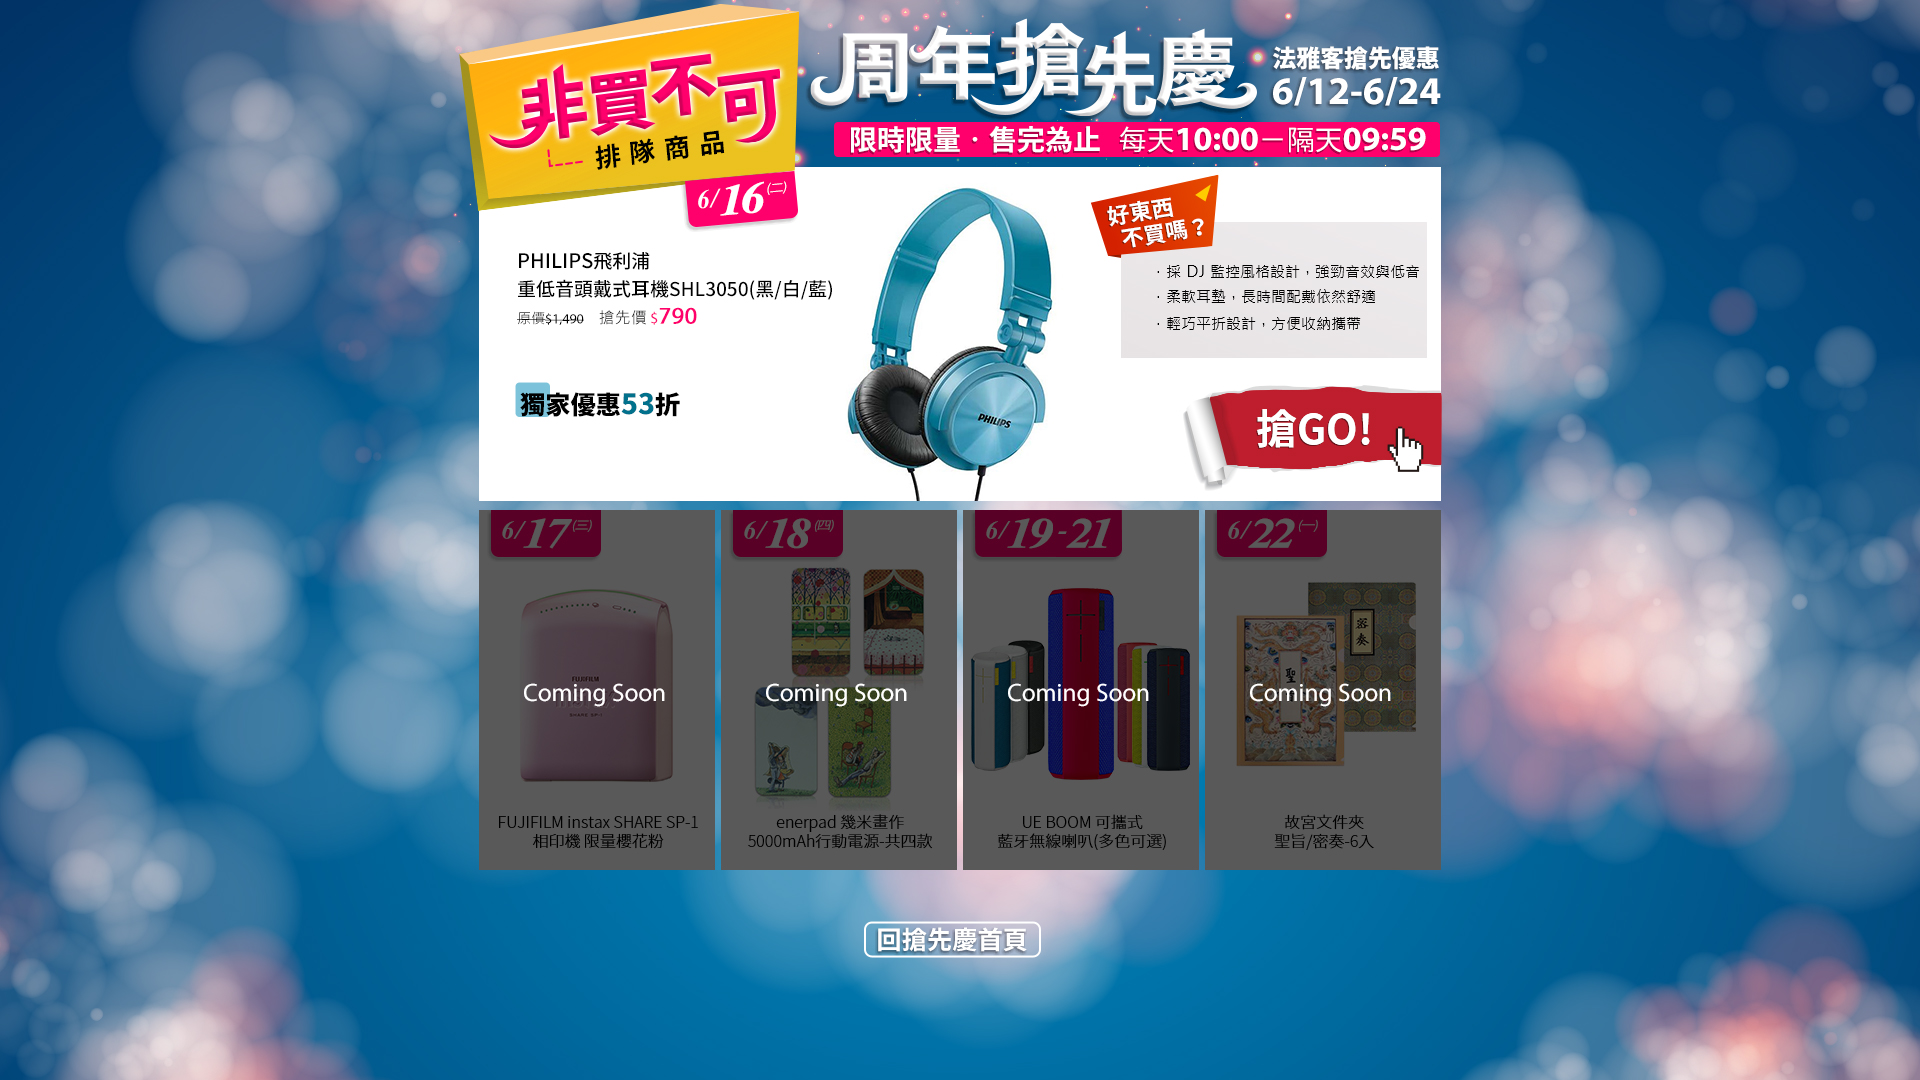 非買不可
排隊商品
周年搶先慶
法雅客搶先優惠
6/12-6/24
限時限量．售完為止 每天10:00－隔天09:59
6/16(二)
PHILIPS飛利浦
重低音頭戴式耳機SHL3050(黑/白/藍)
原價$1,490 搶先價 $790
獨家優惠53折
PHILIPS
好東西
不買嗎？
．採 DJ 監控風格設計，強勁音效與低音
．柔軟耳墊，長時間配戴依然舒適
．輕巧平折設計，方便收納攜帶
搶GO!
6/17(三)
FUJIFILM
Coming Soon
FUJIFILM instax SHARE SP-1
相印機 限量櫻花粉
6/18(四)
Coming Soon
enerpad 幾米畫作
5000mAh行動電源-共四款
6/19-21
Coming Soon
UE BOOM 可攜式
藍牙無線喇叭(多色可選)
6/22(一)
密奏
聖
Coming Soon
故宮文件夾
聖旨/密奏-6入
回搶先慶首頁